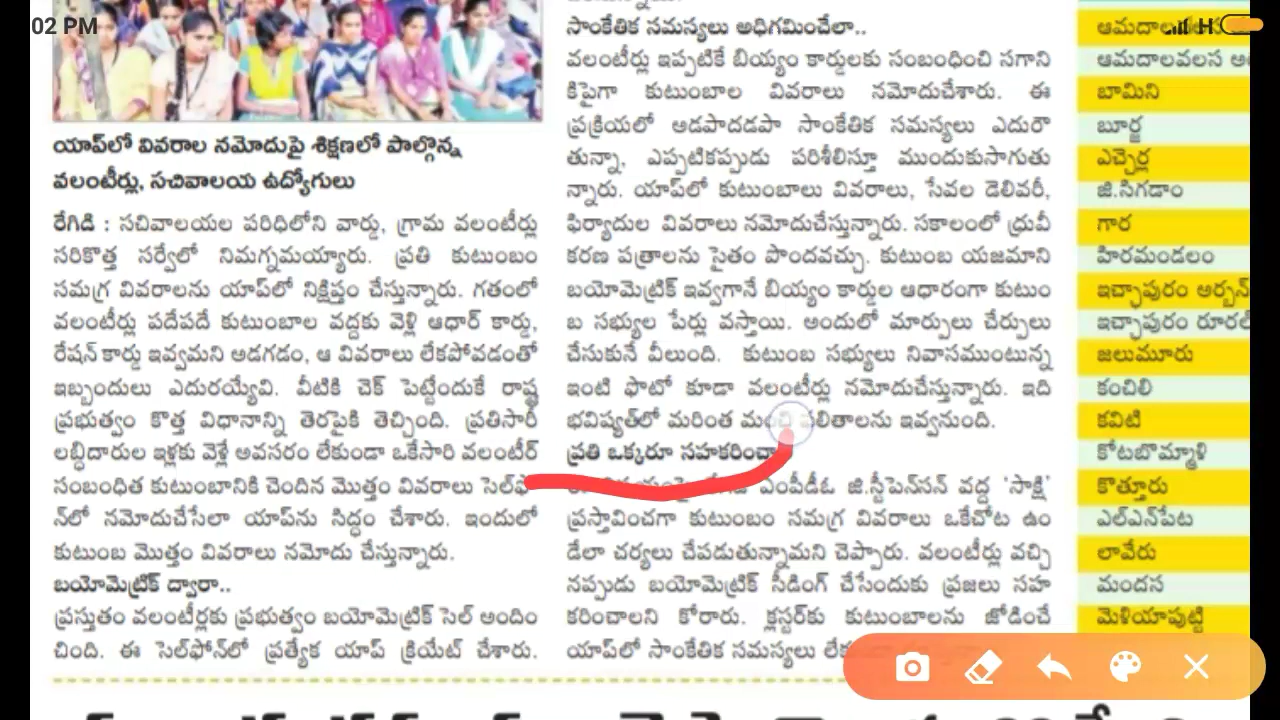 02 PM
H
యాప్‌లో వివరాల నమోదుపై శిక్షణలో పాల్గొన్న
వలంటీర్లు, సచివాలయ ఉద్యోగులు
రేగిడి : సచివాలయల పరిధిలోని వార్డు, గ్రామ వలంటీర్లు
సరికొత్త సర్వేలో నిమగ్నమయ్యారు. ప్రతి కుటుంబం
సమగ్ర వివరాలను యాప్‌లో నిక్షిప్తం చేస్తున్నారు. గతంలో
వలంటీర్లు పదేపదే కుటుంబాల వద్దకు వెళ్లి ఆధార్ కార్డు,
రేషన్ కార్డు ఇవ్వమని అడగడం, ఆ వివరాలు లేకపోవడంతో
ఇబ్బందులు ఎదురయ్యేవి. వీటికి చెక్ పెట్టేందుకే రాష్ట్ర
ప్రభుత్వం కొత్త విధానాన్ని తెరపైకి తెచ్చింది. ప్రతిసారీ
లబ్ధిదారుల ఇళ్లకు వెళ్లే అవసరం లేకుండా ఒకేసారి వలంటీర్
సంబంధిత కుటుంబానికి చెందిన మొత్తం వివరాలు సెల్‌ఫో
న్‌లో నమోదుచేసేలా యాప్‌ను సిద్ధం చేశారు. ఇందులో
కుటుంబ మొత్తం వివరాలు నమోదు చేస్తున్నారు.
బయోమెట్రిక్ ద్వారా..
ప్రస్తుతం వలంటీర్లకు ప్రభుత్వం బయోమెట్రిక్ సెల్ అందిం
చింది. ఈ సెల్‌ఫోన్‌లో ప్రత్యేక యాప్ క్రియేట్ చేశారు.
సాంకేతిక సమస్యలు అధిగమించేలా..
వలంటీర్లు ఇప్పటికే బియ్యం కార్డులకు సంబంధించి సగాని
కిపైగా కుటుంబాల వివరాలు నమోదుచేశారు. ఈ
ప్రక్రియలో అడపాదడపా సాంకేతిక సమస్యలు ఎదురౌ
తున్నా, ఎప్పటికప్పుడు పరిశీలిస్తూ ముందుకుసాగుతు
న్నారు. యాప్‌లో కుటుంబాలు వివరాలు, సేవల డెలివరీ,
ఫిర్యాదుల వివరాలు నమోదుచేస్తున్నారు. సకాలంలో ధ్రువీ
కరణ పత్రాలను సైతం పొందవచ్చు. కుటుంబ యజమాని
బయోమెట్రిక్ ఇవ్వగానే బియ్యం కార్డుల ఆధారంగా కుటుం
బ సభ్యుల పేర్లు వస్తాయి. అందులో మార్పులు చేర్పులు
చేసుకునే వీలుంది. కుటుంబ సభ్యులు నివాసముంటున్న
ఇంటి ఫొటో కూడా వలంటీర్లు నమోదుచేస్తున్నారు. ఇది
భవిష్యత్‌లో మరింత మంచి ఫలితాలను ఇవ్వనుంది.
ప్రతి ఒక్కరూ సహకరించా
ఎంపీడీఓ జి.స్టీఫెన్‌సన్ వద్ద 'సాక్షి'
ప్రస్తావించగా కుటుంబం సమగ్ర వివరాలు ఒకేచోట ఉం
డేలా చర్యలు చేపడుతున్నామని చెప్పారు. వలంటీర్లు వచ్చి
నప్పుడు బయోమెట్రిక్ సీడింగ్ చేసేందుకు ప్రజలు సహ
కరించాలని కోరారు. క్లస్టర్‌కు కుటుంబాలను జోడించే
యాప్‌లో సాంకేతిక సమస్యలు
ఆమదాలవలస
బామిని
బూర్జ
ఎచ్చెర్ల
జి.సిగడాం
గార
హిరమండలం
ఇచ్ఛాపురం అర్బన్
ఇచ్ఛాపురం రూరల్
జలుమూరు
కంచిలి
కవిటి
కోటబొమ్మాళి
కొత్తూరు
ఎల్ఎన్‌పేట
లావేరు
మందస
మెళియాపుట్టి